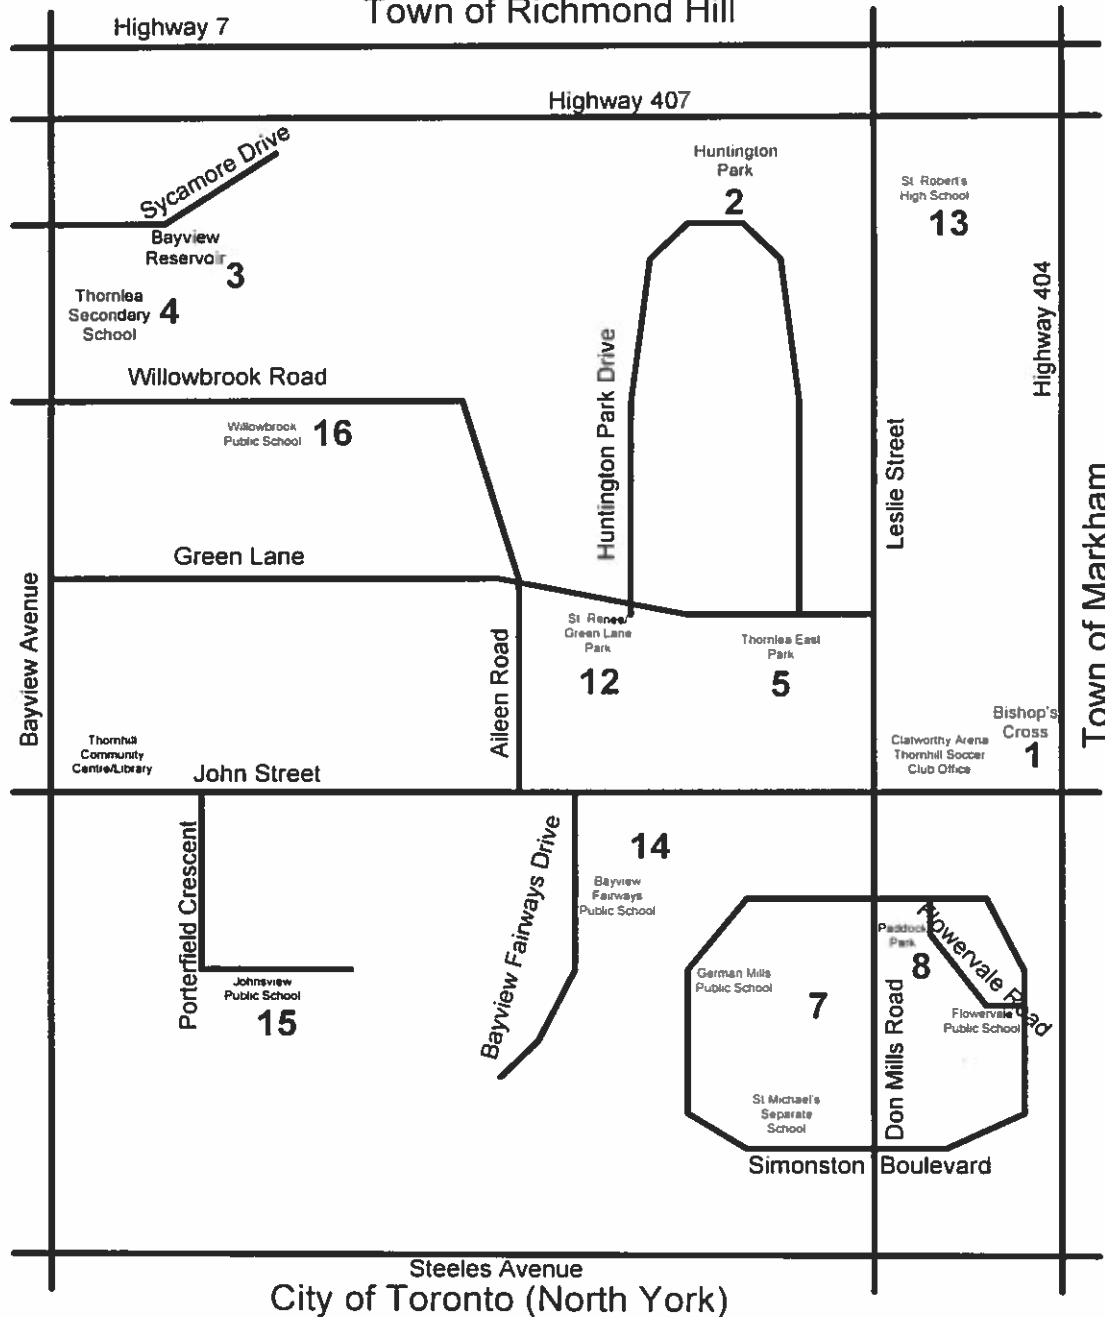 Town of Richmond Hill
Highway 7
Highway 407
Sycamore Drive
Huntington
Park
2
St Robert's
High School
13
Bayview
Reservoir
3
Thornlea
Secondary
School
4
Highway 404
Willowbrook Road
Huntington Park Drive
Willowbrook
Public School
16
Leslie Street
Town of Markham
Green Lane
Bayview Avenue
Aileen Road
St Renee/
Green Lane
Park
12
Thornlea East
Park
5
Bishop's
Cross
1
Thornhill
Community
Centre/Library
Clatworthy Arena
Thornhill Soccer
Club Office
John Street
Porterfield Crescent
Bayview Fairways Drive
14
Bayview
Fairways
Public School
Paddock
Park
8
Flowervale Road
German Mills
Public School
7
Johnsview
Public School
15
Don Mills Road
Flowervale
Public School
St Michael's
Separate
School
Simonston Boulevard
Steeles Avenue
City of Toronto (North York)